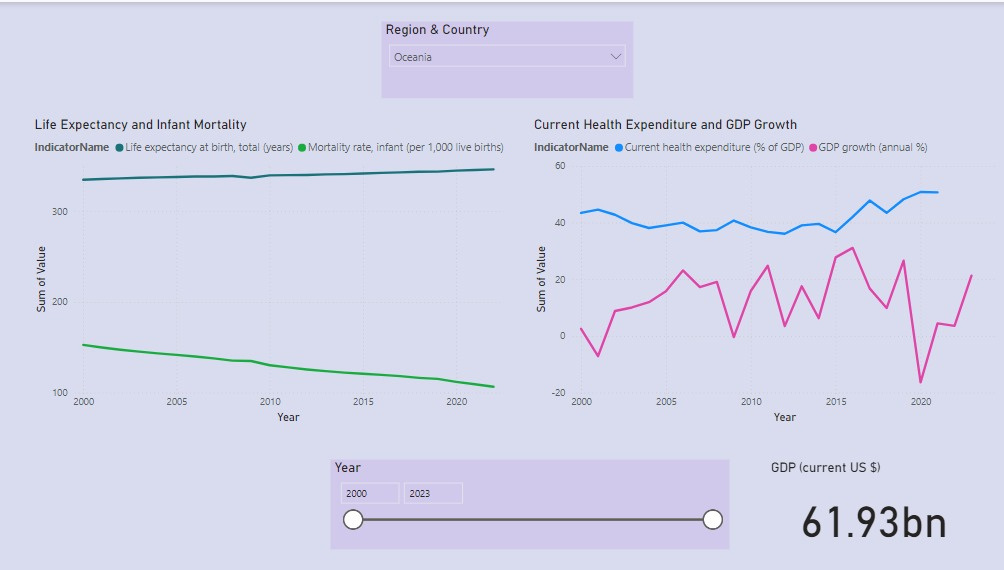 Region & Country
Oceania
Life Expectancy and Infant Mortality
IndicatorName Life expectancy at birth, total (years) Mortality rate, infant (per 1,000 live births)
Sum of Value
300
200
100
2000 2005 2010 2015 2020
Year
Current Health Expenditure and GDP Growth
IndicatorName Current health expenditure (% of GDP) GDP growth (annual %)
Sum of Value
60
40
20
0
-20
2000 2005 2010 2015 2020
Year
Year
2000 2023
GDP (current US $)
61.93bn